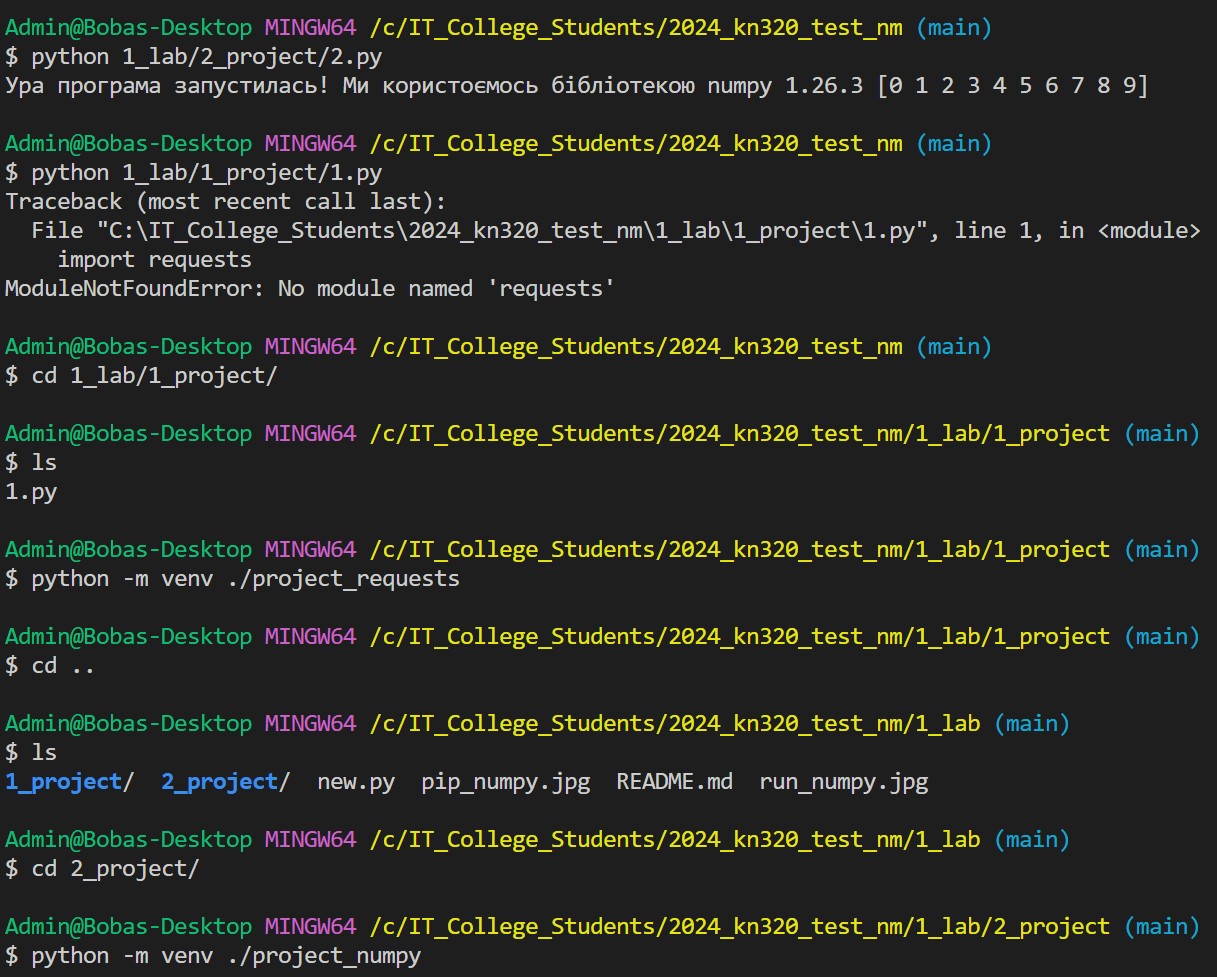 Admin@Bobas-Desktop MINGW64 /c/IT_College_Students/2024_kn320_test_nm (main)
$ python 1_lab/2_project/2.py
Ура програма запустилась! Ми користоємось бібліотекою numpy 1.26.3 [0 1 2 3 4 5 6 7 8 9]
Admin@Bobas-Desktop MINGW64 /c/IT_College_Students/2024_kn320_test_nm (main)
$ python 1_lab/1_project/1.py
Traceback (most recent call last):
  File "C:\IT_College_Students\2024_kn320_test_nm\1_lab\1_project\1.py", line 1, in <module>
    import requests
ModuleNotFoundError: No module named 'requests'
Admin@Bobas-Desktop MINGW64 /c/IT_College_Students/2024_kn320_test_nm (main)
$ cd 1_lab/1_project/
Admin@Bobas-Desktop MINGW64 /c/IT_College_Students/2024_kn320_test_nm/1_lab/1_project (main)
$ ls
1.py
Admin@Bobas-Desktop MINGW64 /c/IT_College_Students/2024_kn320_test_nm/1_lab/1_project (main)
$ python -m venv ./project_requests
Admin@Bobas-Desktop MINGW64 /c/IT_College_Students/2024_kn320_test_nm/1_lab/1_project (main)
$ cd ..
Admin@Bobas-Desktop MINGW64 /c/IT_College_Students/2024_kn320_test_nm/1_lab (main)
$ ls
1_project/  2_project/  new.py  pip_numpy.jpg  README.md  run_numpy.jpg
Admin@Bobas-Desktop MINGW64 /c/IT_College_Students/2024_kn320_test_nm/1_lab (main)
$ cd 2_project/
Admin@Bobas-Desktop MINGW64 /c/IT_College_Students/2024_kn320_test_nm/1_lab/2_project (main)
$ python -m venv ./project_numpy